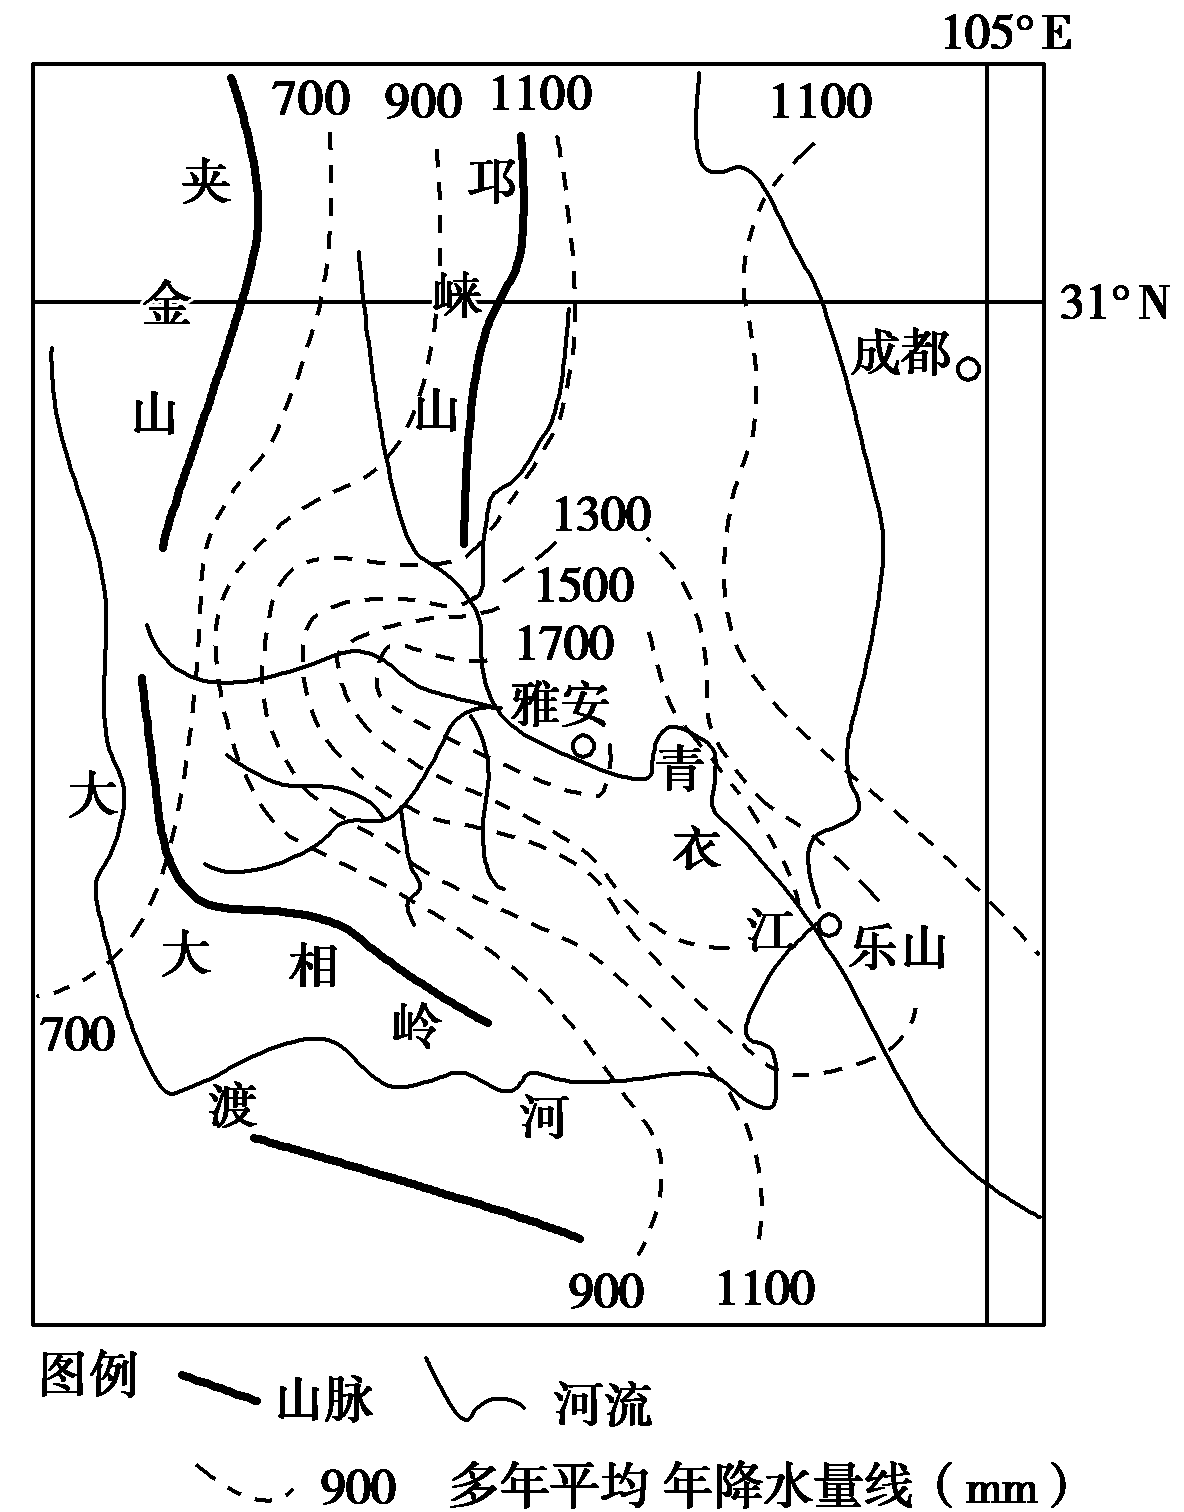 105°E
700 900 1100 1100
夹金山
邛崃山
31°N
成都
1300
1500
1700
雅安
青衣江
乐山
大渡河
大相岭
700
900 1100
图例 山脉 河流
900 多年平均 年降水量线(mm)